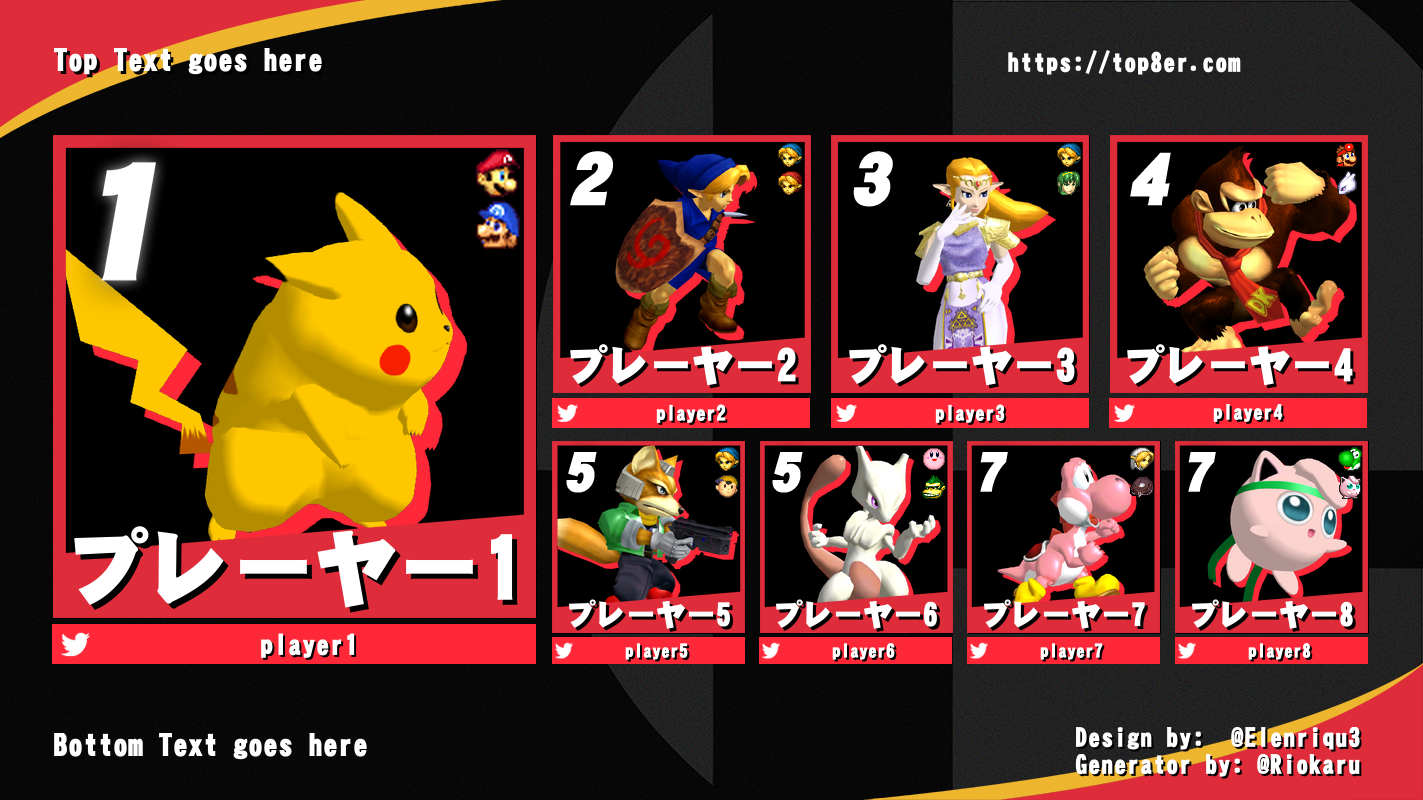 Top Text goes here
https://top8er.com
1
プレーヤー1
player1
2
プレーヤー2
player2
3
プレーヤー3
player3
4
DK
プレーヤー4
player4
5
プレーヤー5
player5
5
プレーヤー6
player6
7
プレーヤー7
player7
7
プレーヤー8
player8
Bottom Text goes here
Design by: @Elenriqu3
Generator by: @Riokaru